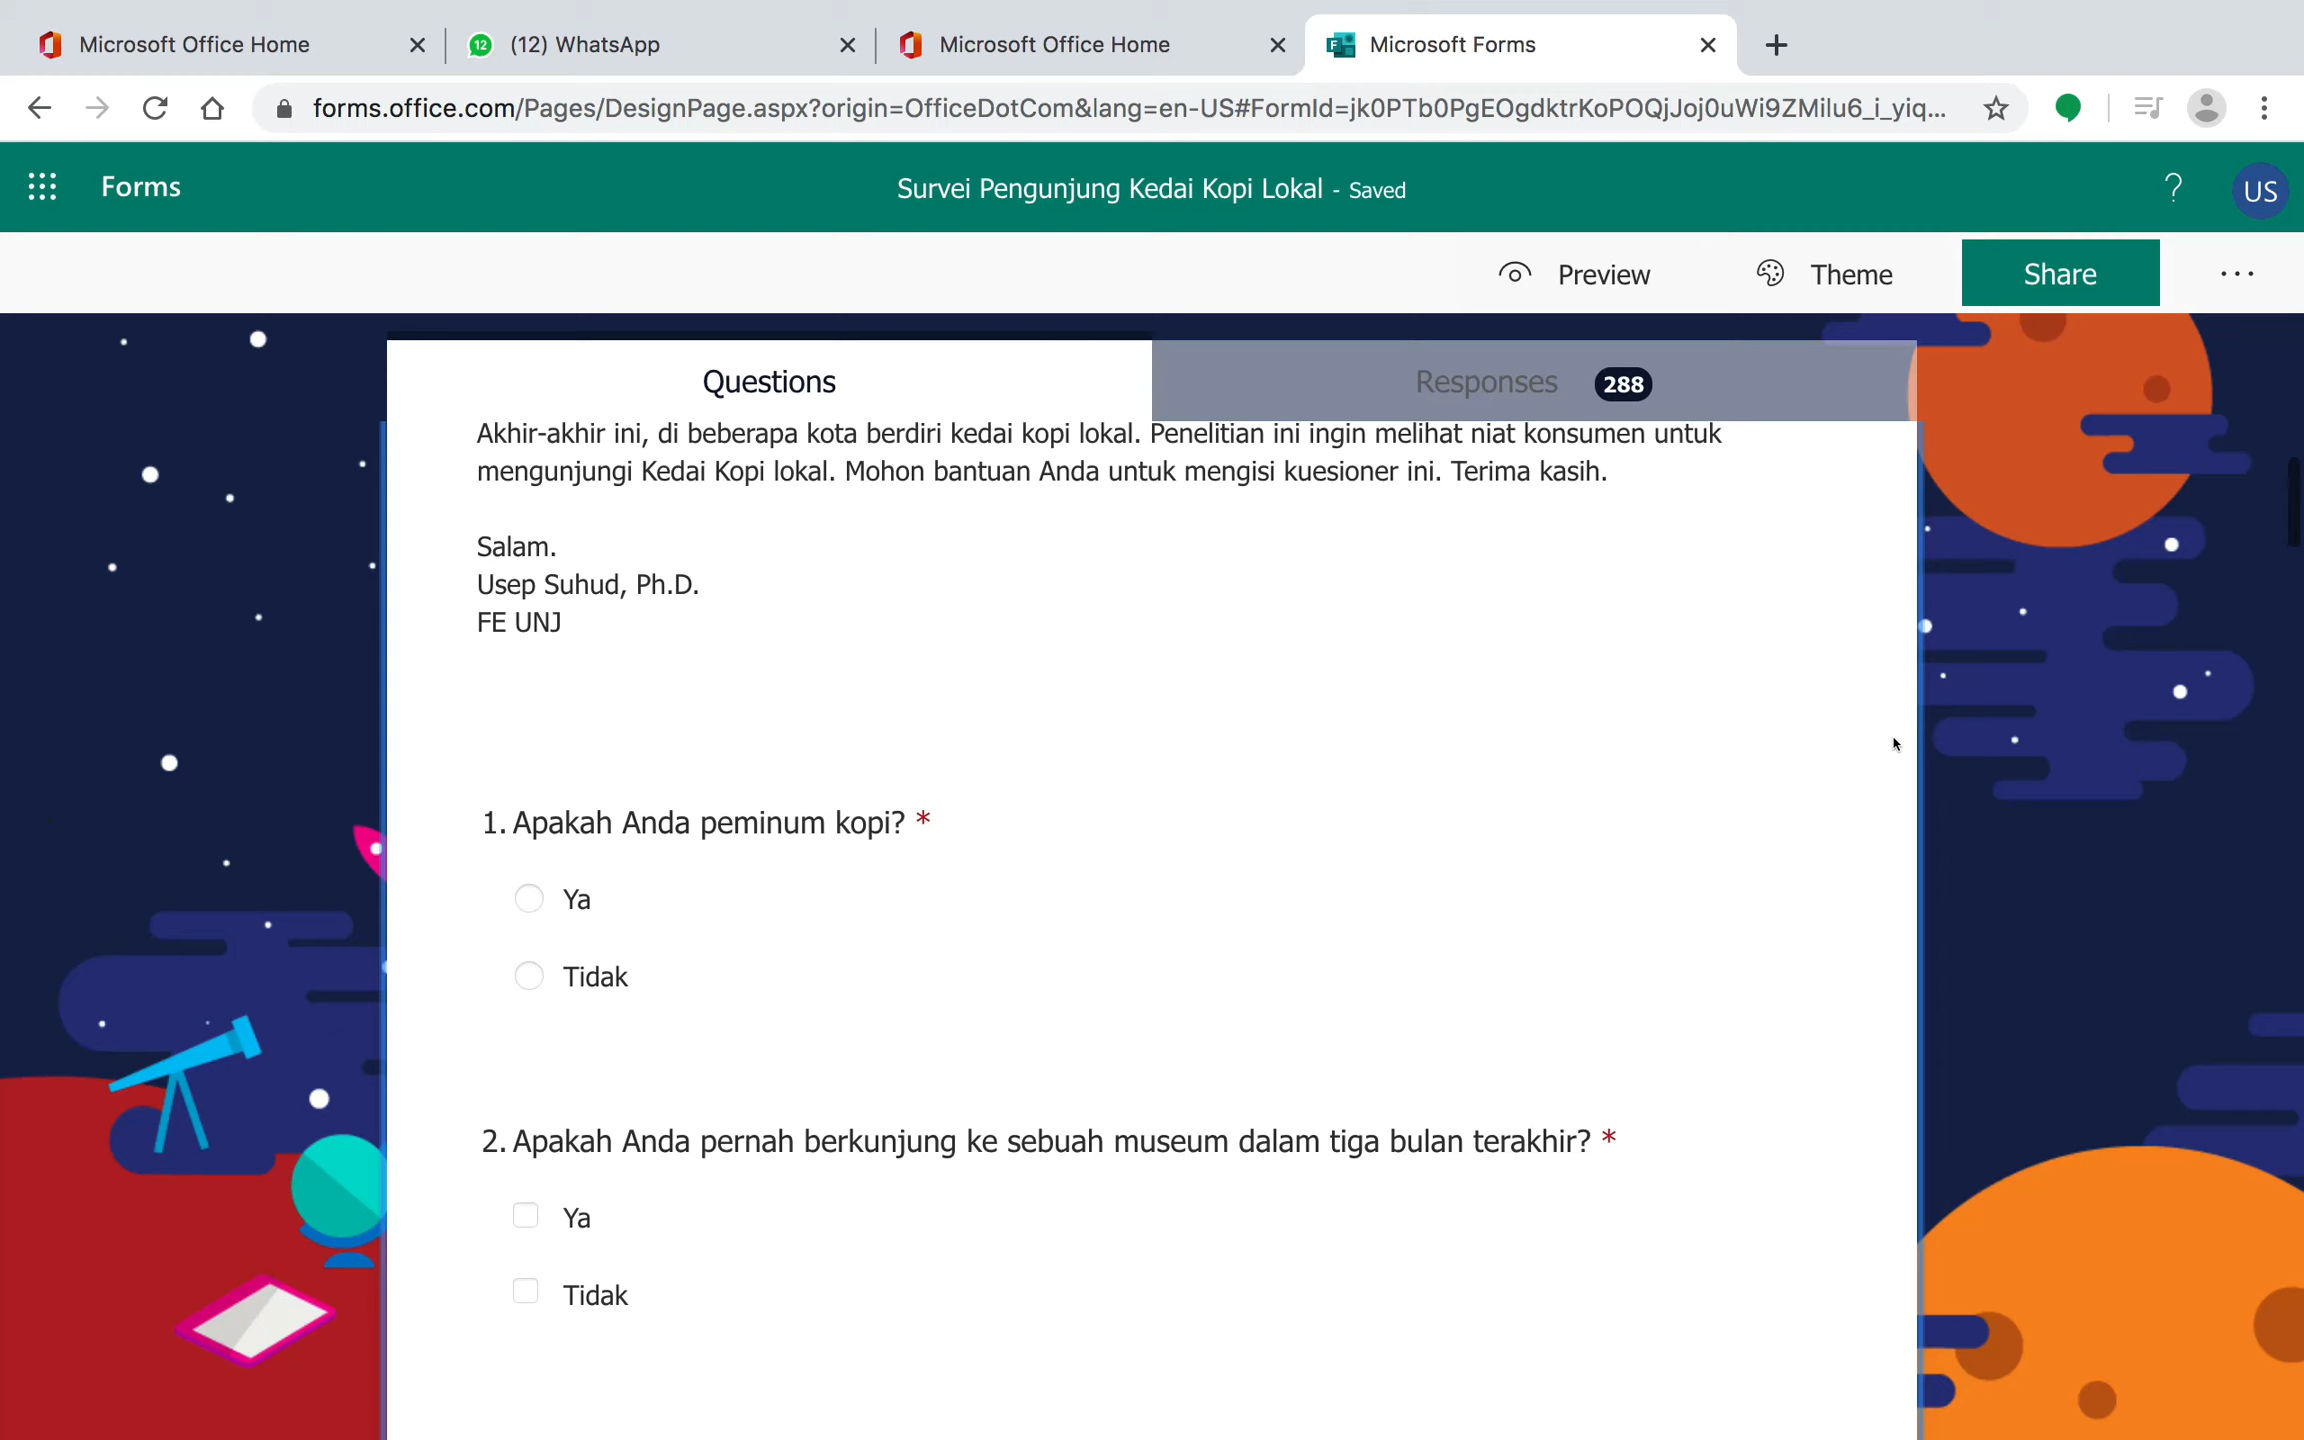 Microsoft Office Home
12 (12) WhatsApp
Microsoft Office Home
F Microsoft Forms
forms.office.com/Pages/DesignPage.aspx?origin=OfficeDotCom&lang=en-US#FormId=jk0PTb0PgEOgdktrKoPOQjJoj0uWi9ZMilu6_i_yiq...
Forms
Survei Pengunjung Kedai Kopi Lokal - Saved
? US
Preview
Theme
Share
Questions
Responses 288
Akhir-akhir ini, di beberapa kota berdiri kedai kopi lokal. Penelitian ini ingin melihat niat konsumen untuk
mengunjungi Kedai Kopi lokal. Mohon bantuan Anda untuk mengisi kuesioner ini. Terima kasih.
Salam.
Usep Suhud, Ph.D.
FE UNJ
1. Apakah Anda peminum kopi? *
Ya
Tidak
2. Apakah Anda pernah berkunjung ke sebuah museum dalam tiga bulan terakhir? *
Ya
Tidak